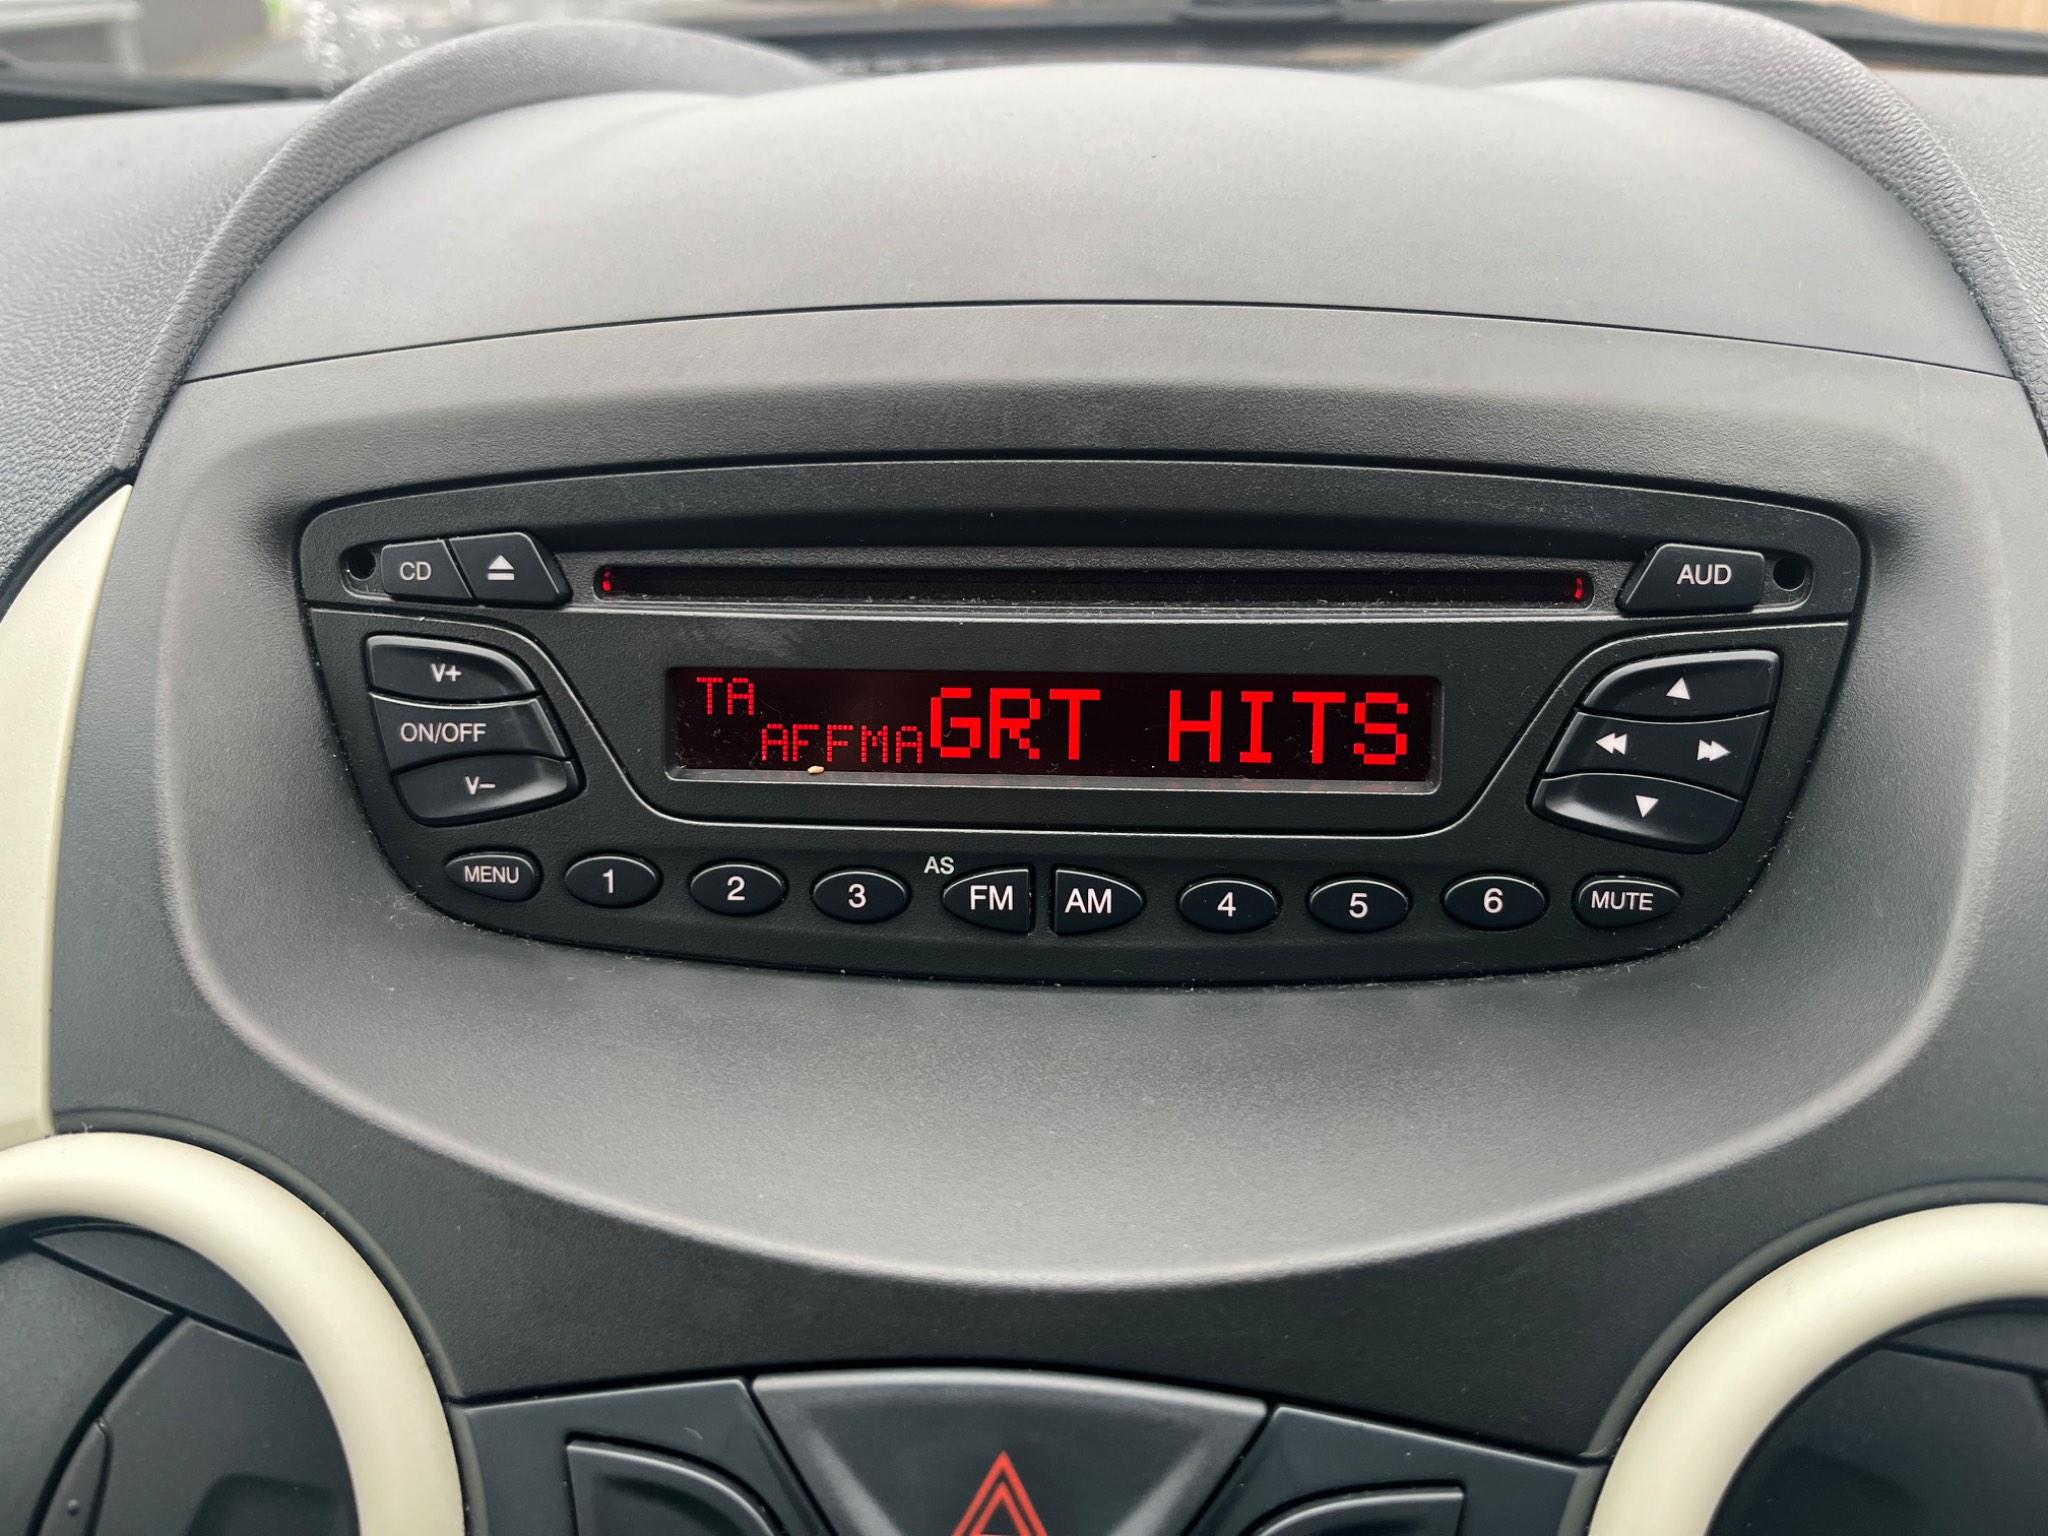 CD AUD
V+
TA
ON/OFF
AF FMA GRT HITS
V-
AS
MENU 1 2 3 FM AM 4 5 6 MUTE